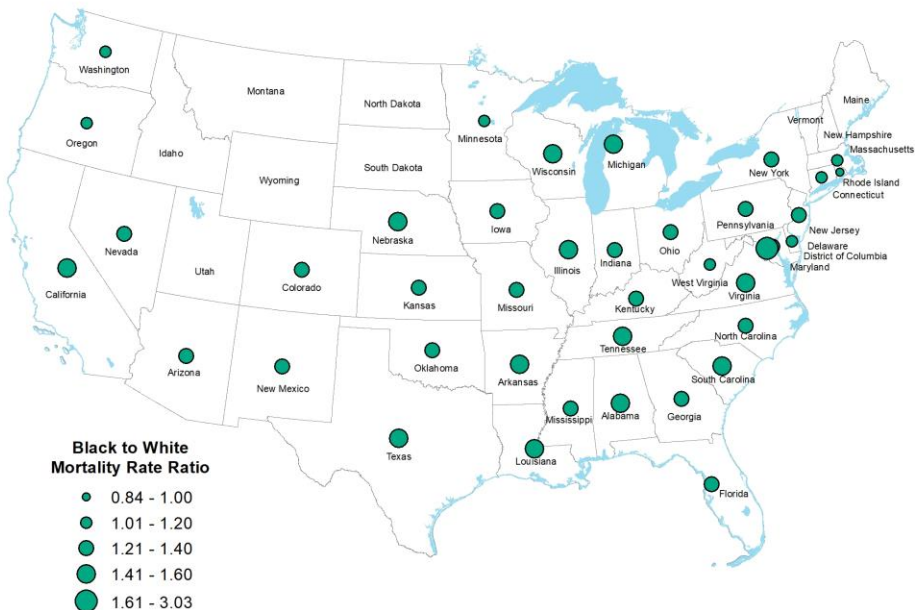 Washington
Montana
North Dakota
Minnesota
Maine
Vermont
New Hampshire
Massachusetts
Oregon
Idaho
Wisconsin
Michigan
New York
Rhode Island
Connecticut
South Dakota
Wyoming
Iowa
Pennsylvania
New Jersey
Nevada
Nebraska
Illinois
Indiana
Ohio
Delaware
District of Columbia
Maryland
Utah
Colorado
California
Kansas
Missouri
West Virginia
Virginia
Kentucky
North Carolina
Tennessee
Oklahoma
Arkansas
South Carolina
Arizona
New Mexico
Mississippi
Alabama
Georgia
Texas
Louisiana
Florida
Black to White
Mortality Rate Ratio
0.84 - 1.00
1.01 - 1.20
1.21 - 1.40
1.41 - 1.60
1.61 - 3.03